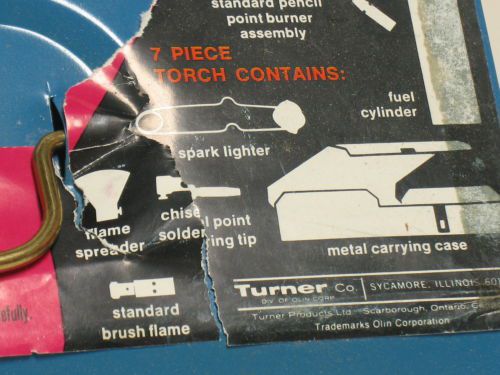 standard pencil
point burner
assembly
7 PIECE
TORCH CONTAINS:
fuel
cylinder
spark lighter
flame
spreader
chisel point
soldering tip
metal carrying case
standard
brush flame
efully.
Turner Co. SYCAMORE, ILLINOIS
DIV. OF OLIN CORP.
Turner Products Ltd. Scarborough, Ontario,
Trademarks Olin Corporation